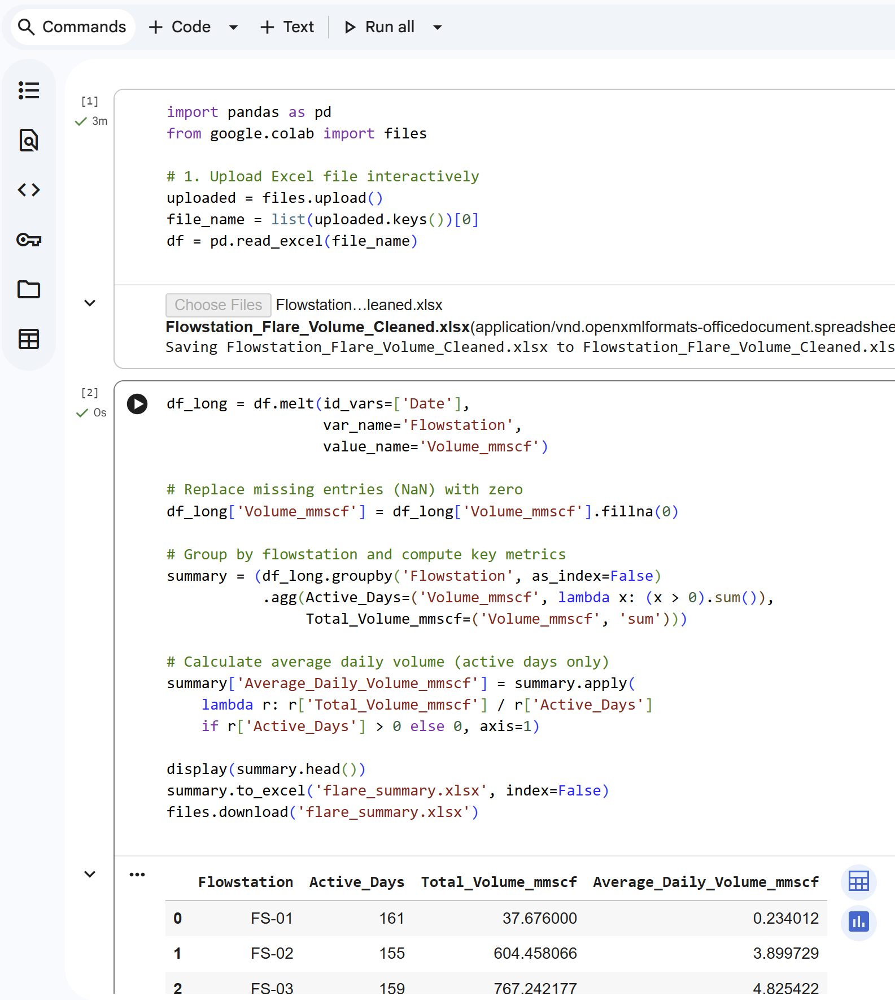 Commands + Code + Text Run all
[1]
3m
import pandas as pd
from google.colab import files
# 1. Upload Excel file interactively
uploaded = files.upload()
file_name = list(uploaded.keys())[0]
df = pd.read_excel(file_name)
Choose Files Flowstation...leaned.xlsx
Flowstation_Flare_Volume_Cleaned.xlsx(application/vnd.openxmlformats-officedocument.spreadshee
Saving Flowstation_Flare_Volume_Cleaned.xlsx to Flowstation_Flare_Volume_Cleaned.xls
[2]
0s
df_long = df.melt(id_vars=['Date'],
                  var_name='Flowstation',
                  value_name='Volume_mmscf')
# Replace missing entries (NaN) with zero
df_long['Volume_mmscf'] = df_long['Volume_mmscf'].fillna(0)
# Group by flowstation and compute key metrics
summary = (df_long.groupby('Flowstation', as_index=False)
           .agg(Active_Days=('Volume_mmscf', lambda x: (x > 0).sum()),
                Total_Volume_mmscf=('Volume_mmscf', 'sum')))
# Calculate average daily volume (active days only)
summary['Average_Daily_Volume_mmscf'] = summary.apply(
    lambda r: r['Total_Volume_mmscf'] / r['Active_Days']
    if r['Active_Days'] > 0 else 0, axis=1)
display(summary.head())
summary.to_excel('flare_summary.xlsx', index=False)
files.download('flare_summary.xlsx')
Flowstation Active_Days Total_Volume_mmscf Average_Daily_Volume_mmscf
0 FS-01 161 37.676000 0.234012
1 FS-02 155 604.458066 3.899729
2 FS-03 159 767.242177 4.825422